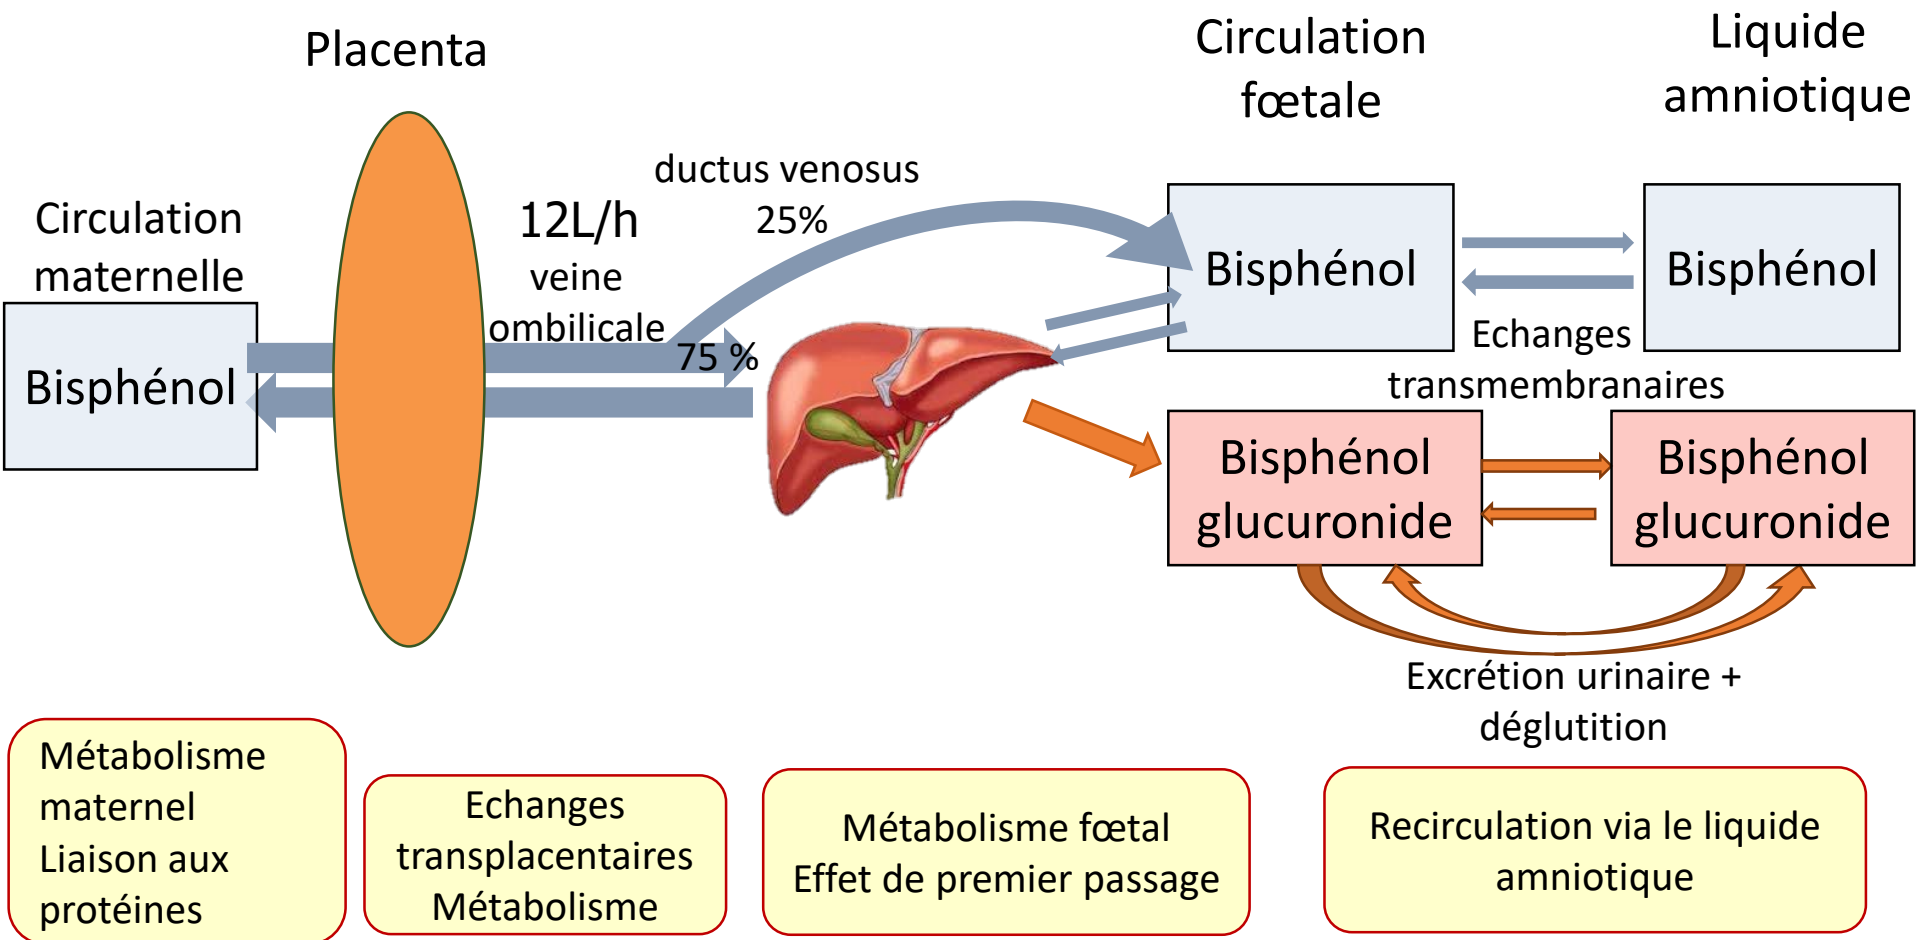 Placenta
Circulation
fœtale
Liquide
amniotique
Circulation
maternelle
Bisphénol
12L/h
veine
ombilicale
ductus venosus
25%
75 %
Bisphénol
Bisphénol
Echanges
transmembranaires
Bisphénol
glucuronide
Bisphénol
glucuronide
Excrétion urinaire +
déglutition
Métabolisme
maternel
Liaison aux
protéines
Echanges
transplacentaires
Métabolisme
Métabolisme fœtal
Effet de premier passage
Recirculation via le liquide
amniotique